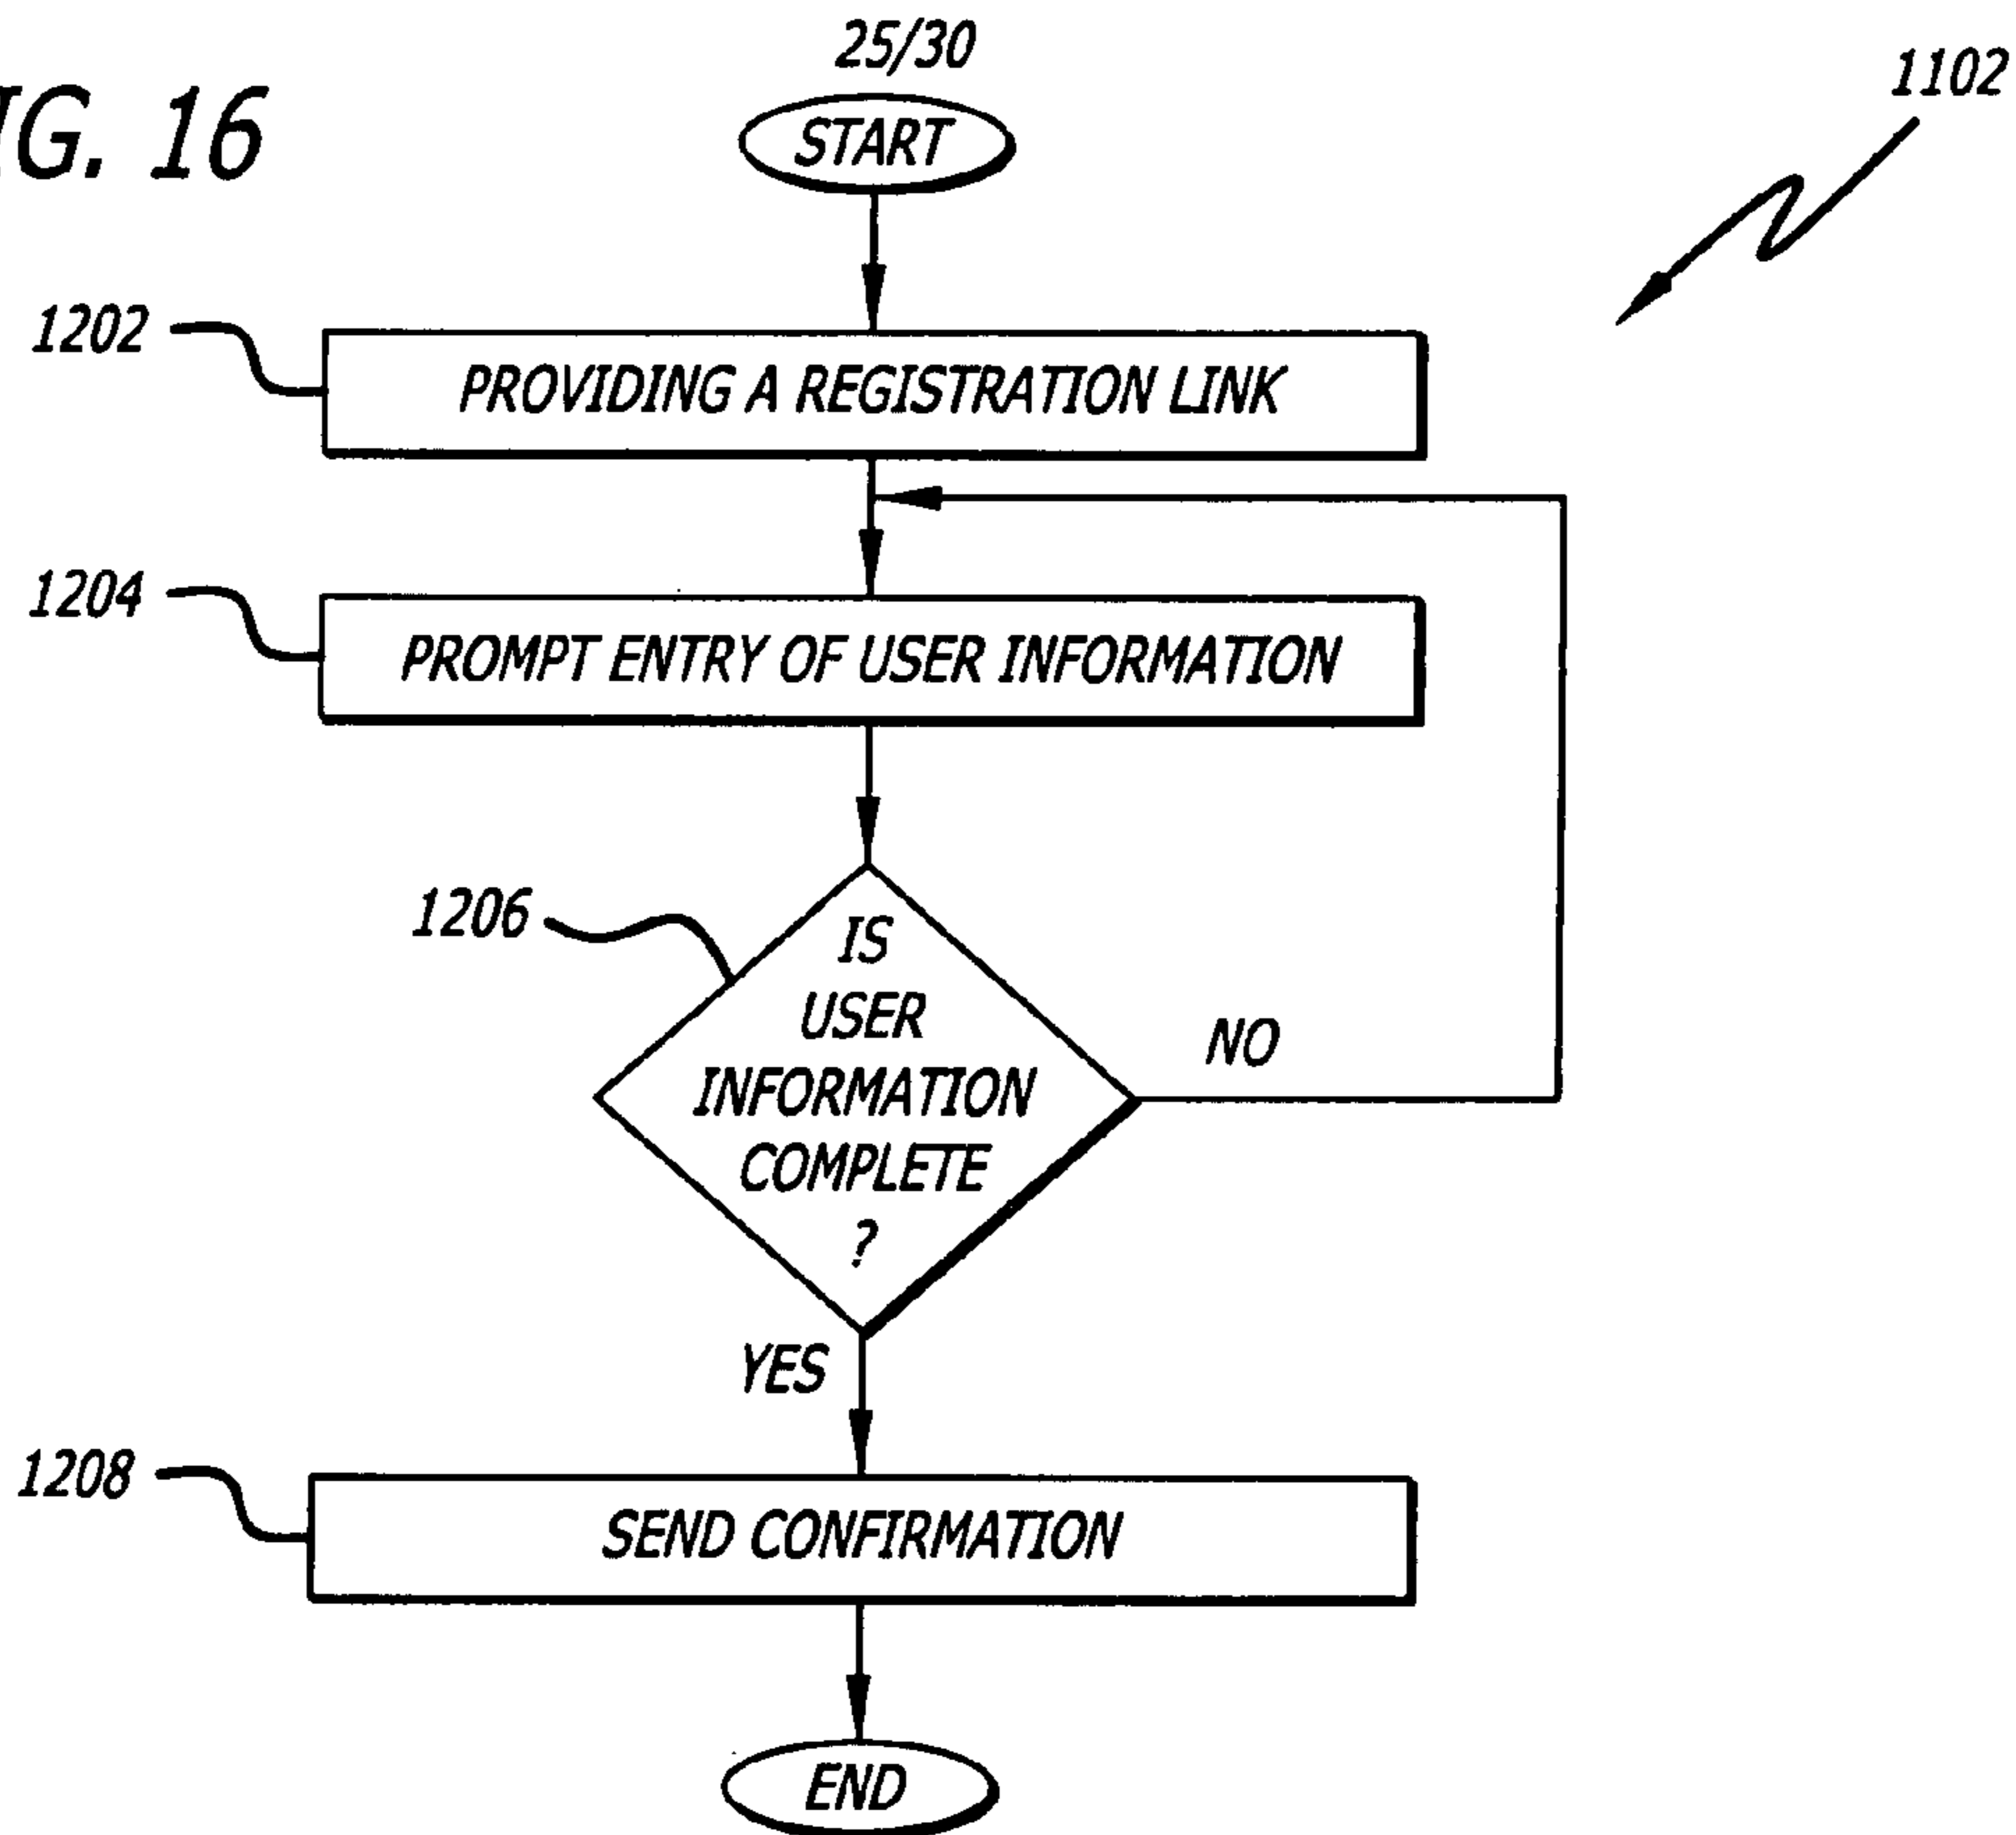 25/30
1102
IG. 16
START
1202
PROVIDING A REGISTRATION LINK
1204
PROMPT ENTRY OF USER INFORMATION
1206
IS
USER
INFORMATION
COMPLETE
?
NO
YES
1208
SEND CONFIRMATION
END